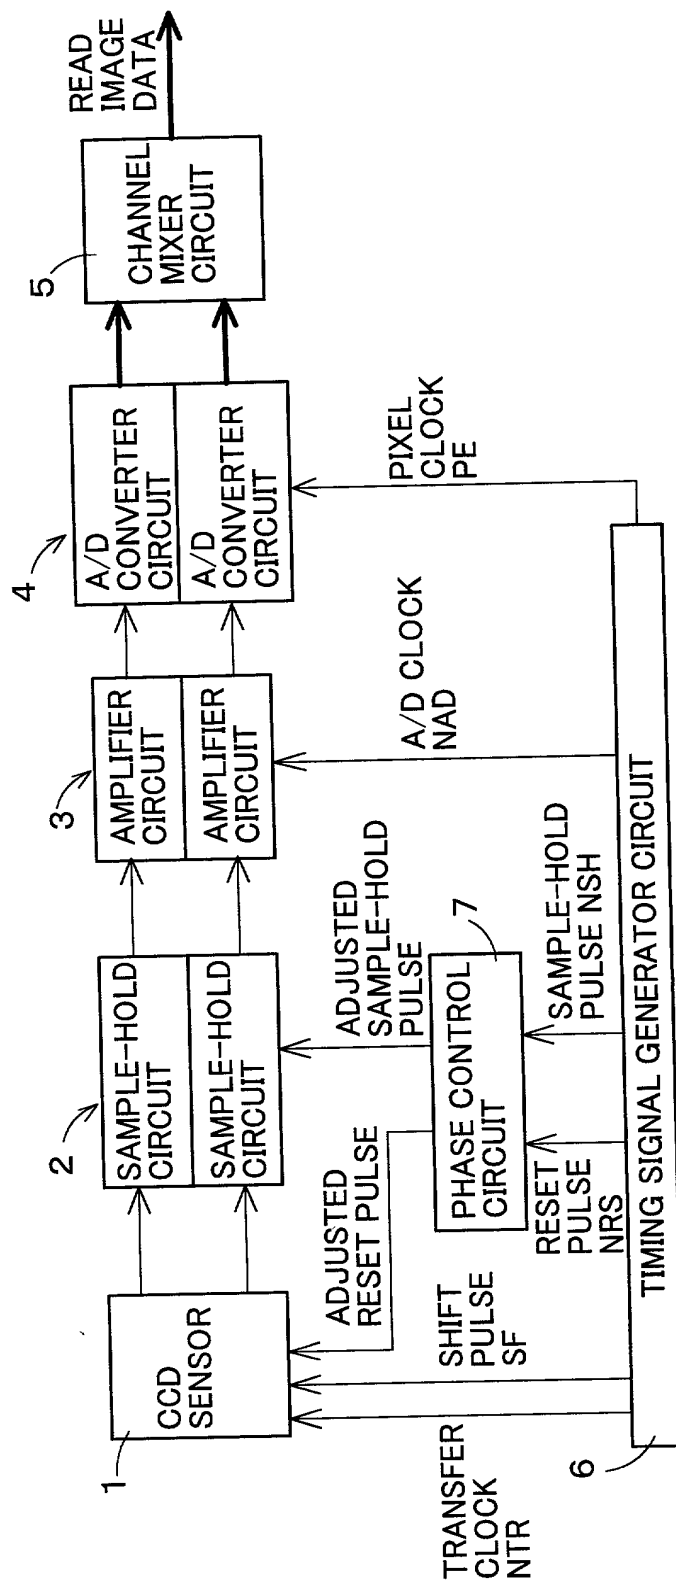 1
CCD
SENSOR
2
SAMPLE-HOLD
CIRCUIT
SAMPLE-HOLD
CIRCUIT
3
AMPLIFIER
CIRCUIT
AMPLIFIER
CIRCUIT
4
A/D
CONVERTER
CIRCUIT
A/D
CONVERTER
CIRCUIT
5
CHANNEL
MIXER
CIRCUIT
READ
IMAGE
DATA
TRANSFER
CLOCK
NTR
SHIFT
PULSE
SF
ADJUSTED
RESET PULSE
ADJUSTED
SAMPLE-HOLD
PULSE
7
PHASE CONTROL
CIRCUIT
RESET
PULSE
NRS
SAMPLE-HOLD
PULSE NSH
A/D CLOCK
NAD
PIXEL
CLOCK
PE
6
TIMING SIGNAL GENERATOR CIRCUIT